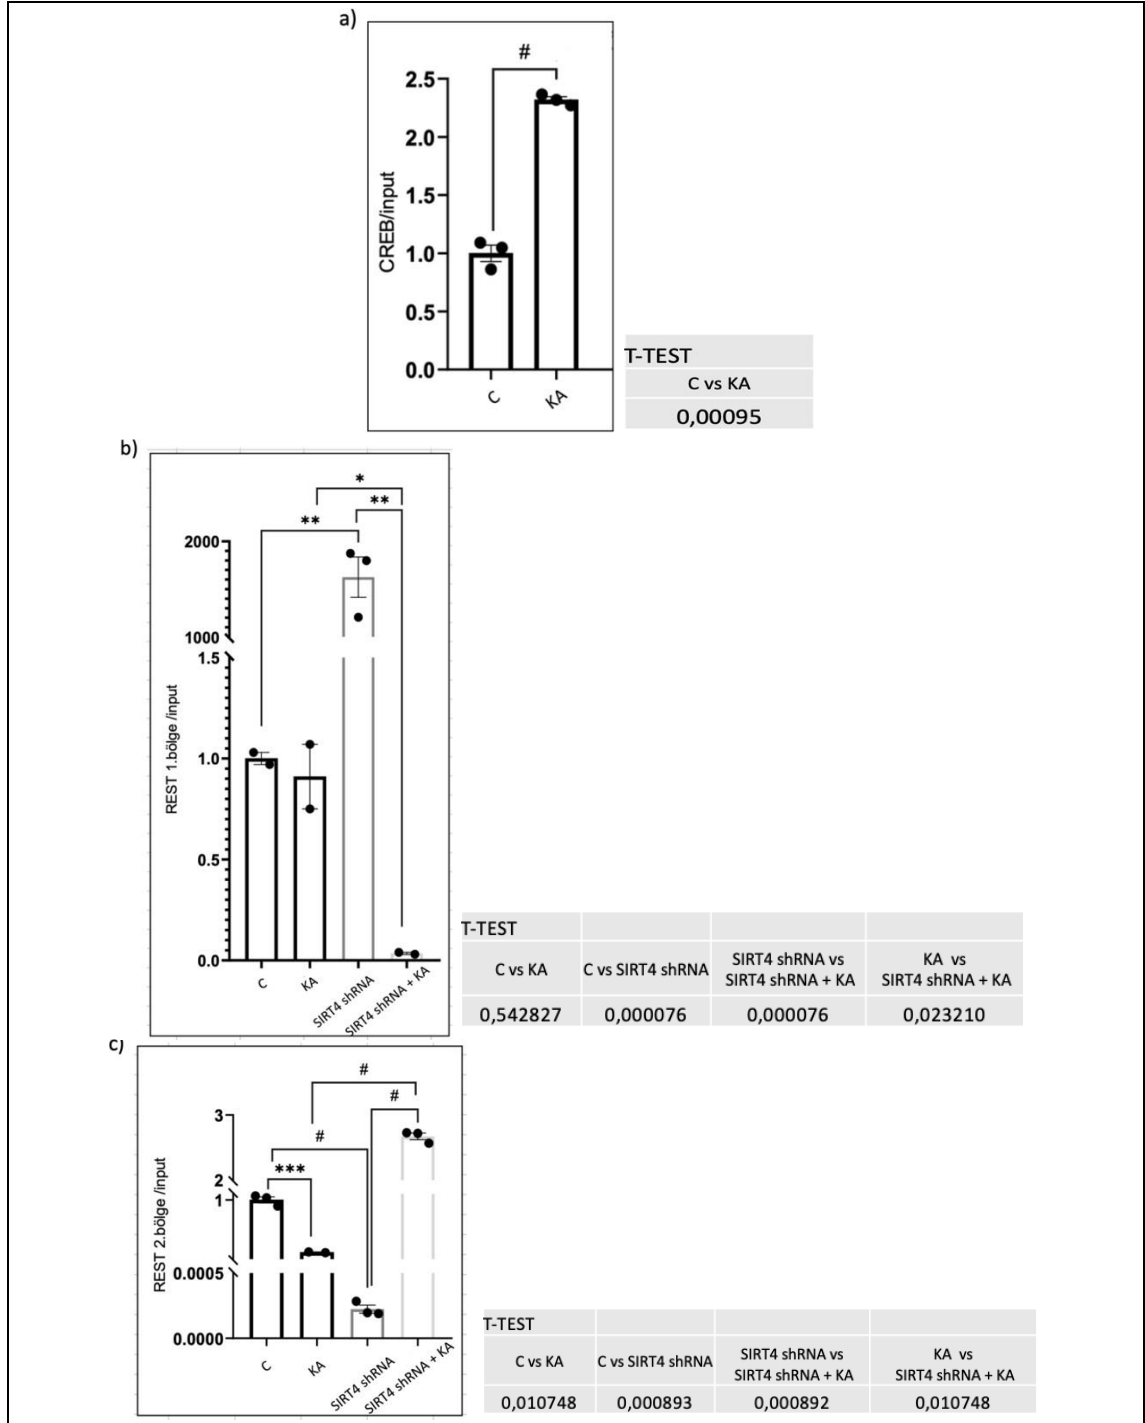 a)
#
2.5
2.0
1.5
1.0
0.5
0.0
CREB/input
C
KA
T-TEST
C vs KA
0,00095
b)
*
**
**
2000
1000
1.5
1.0
0.5
0.0
REST 1.bölge /input
C
KA
SIRT4 shRNA
SIRT4 shRNA + KA
T-TEST
C vs KA
C vs SIRT4 shRNA
SIRT4 shRNA vs
SIRT4 shRNA + KA
KA vs
SIRT4 shRNA + KA
0,542827
0,000076
0,000076
0,023210
c)
#
#
#
***
3
2
1
0.0005
0.0000
REST 2.bölge /input
C
KA
SIRT4 shRNA
SIRT4 shRNA + KA
T-TEST
C vs KA
C vs SIRT4 shRNA
SIRT4 shRNA vs
SIRT4 shRNA + KA
KA vs
SIRT4 shRNA + KA
0,010748
0,000893
0,000892
0,010748